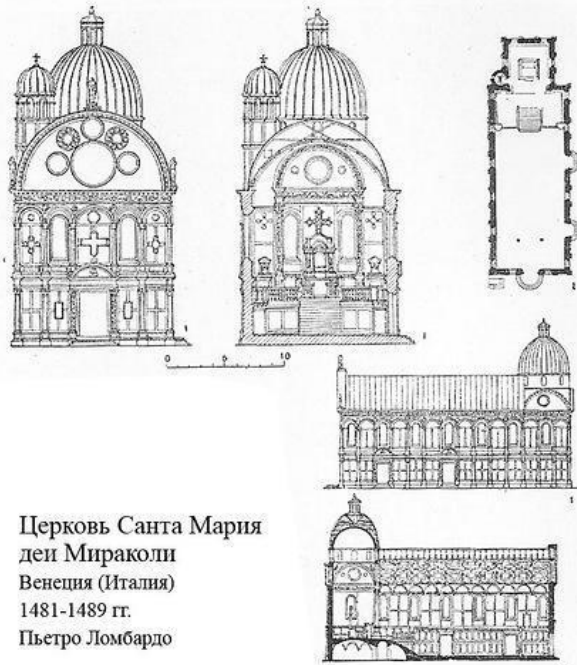 0 5 10
Церковь Санта Мария
деи Мираколи
Венеция (Италия)
1481-1489 гг.
Пьетро Ломбардо